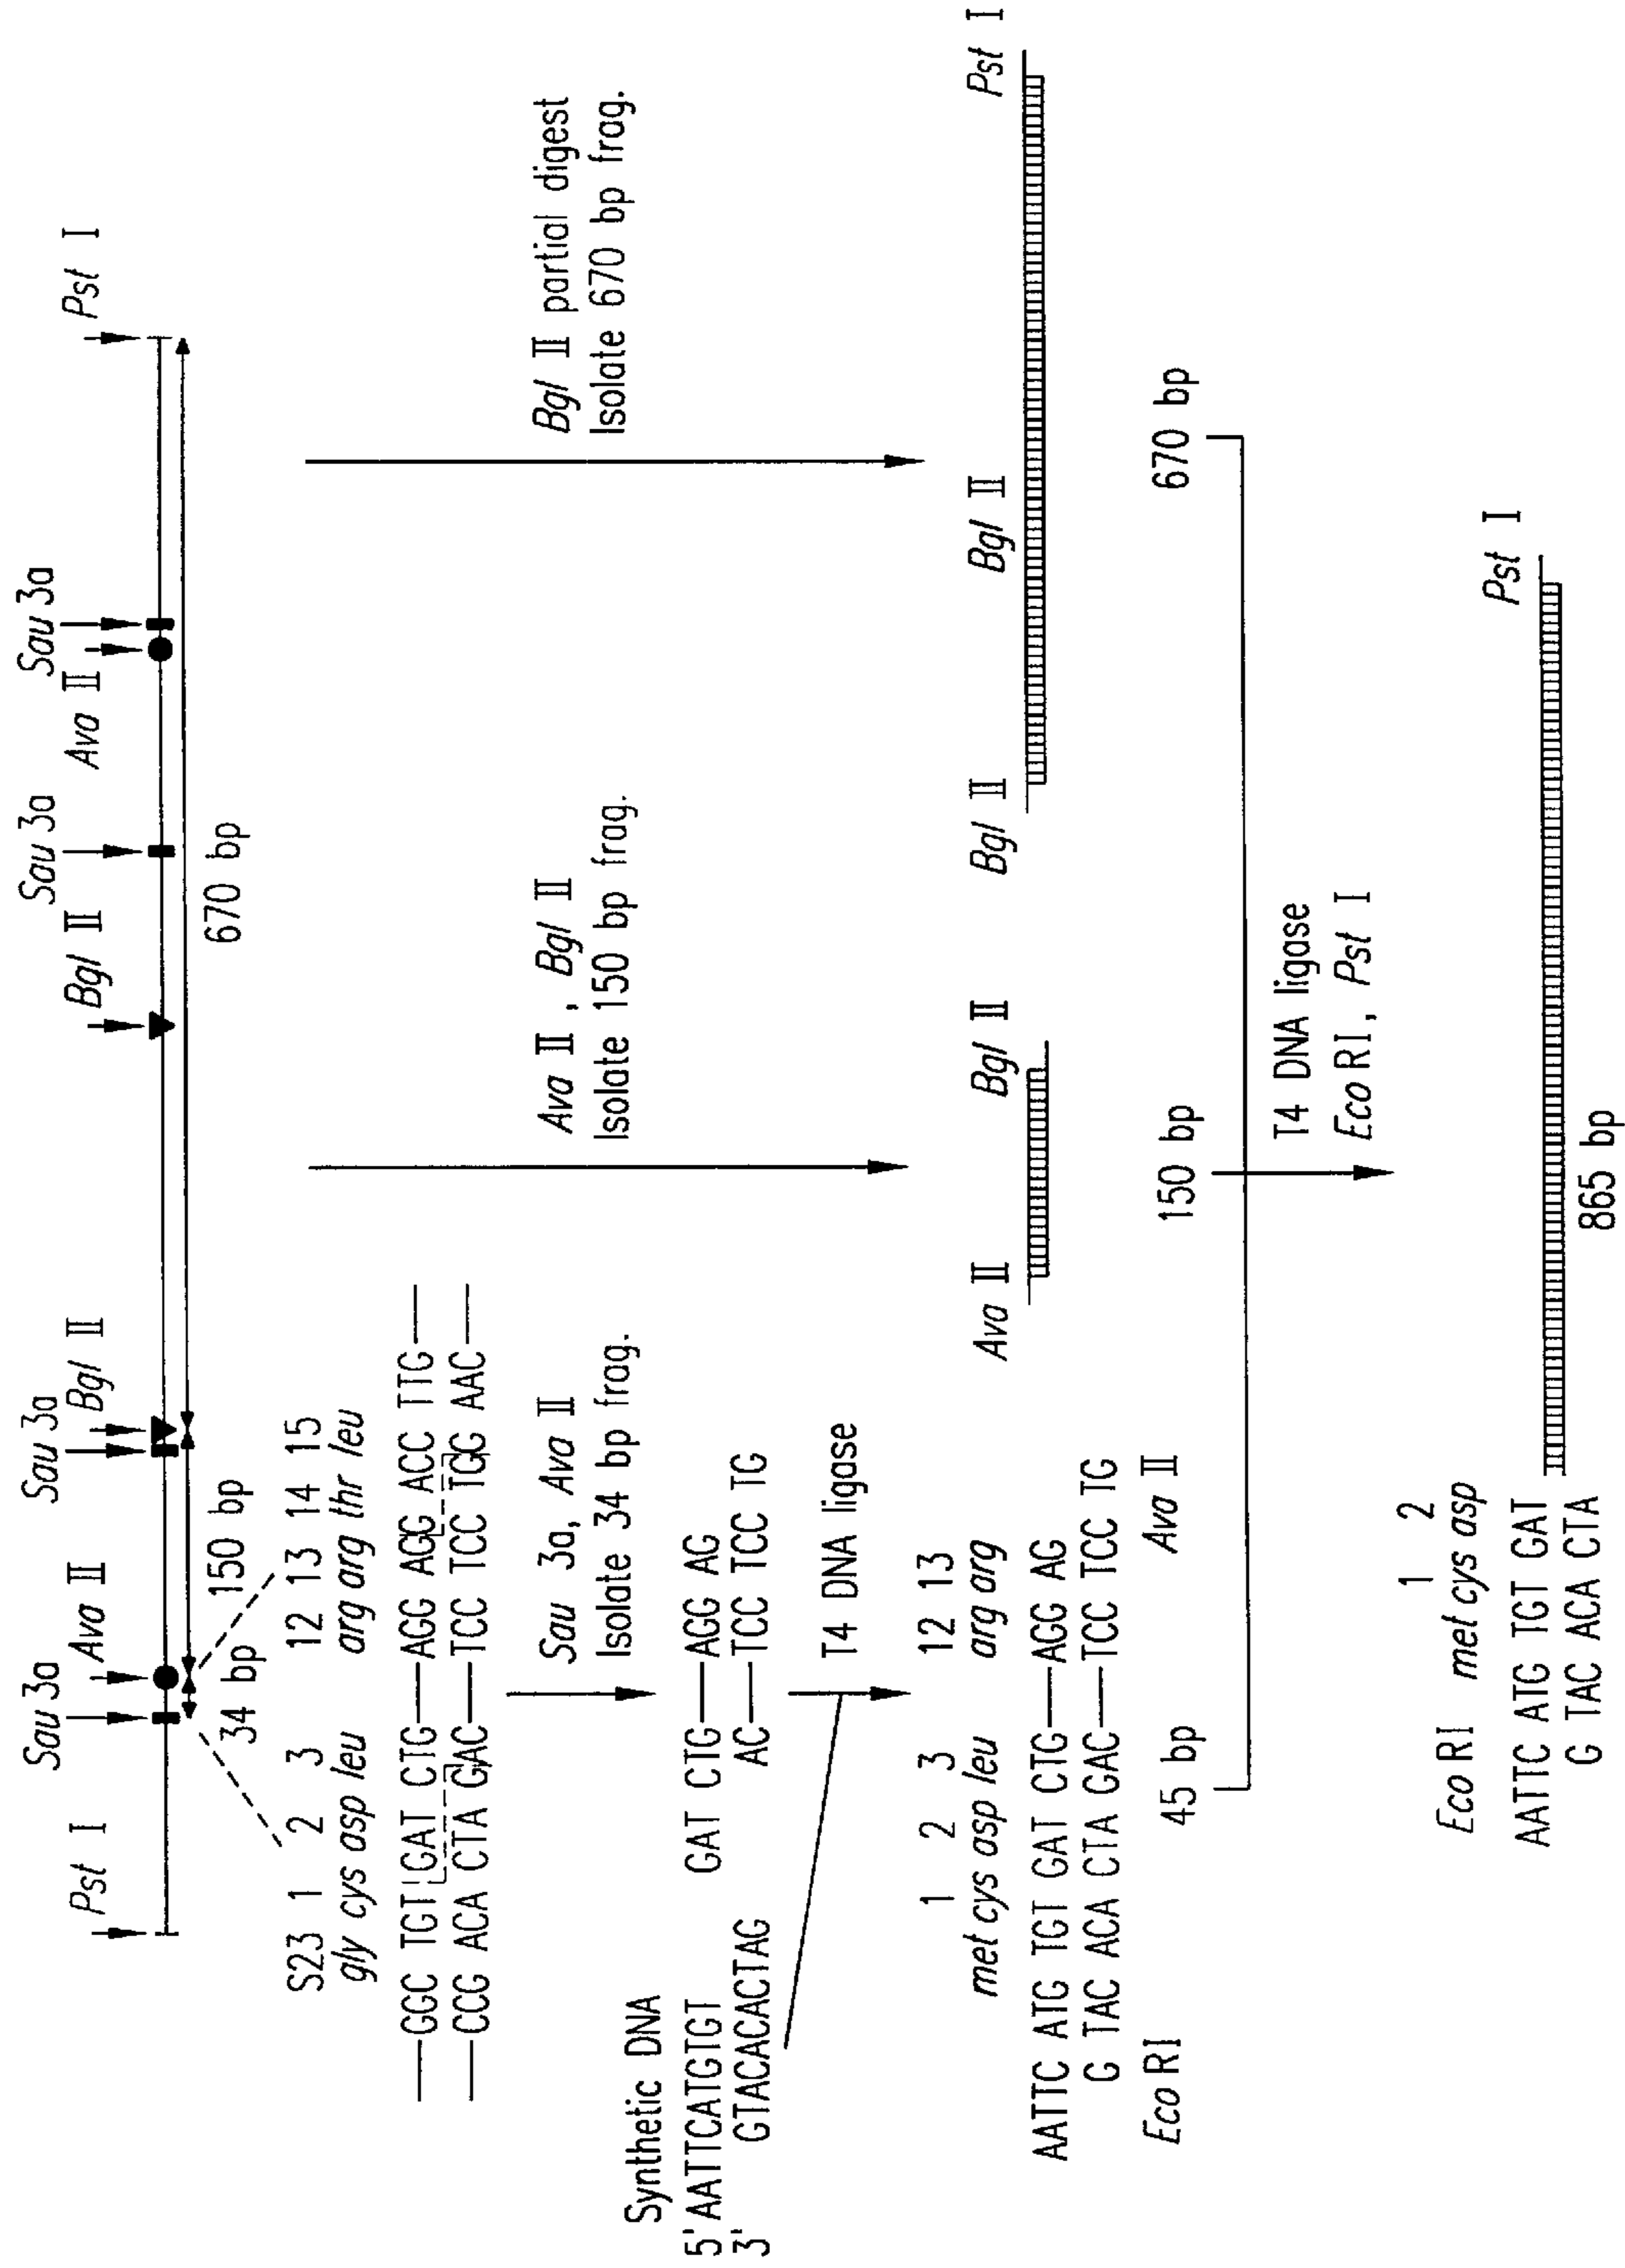 Pst I
Sau 3a
Ava II
Sau 3a
Bgl II
Bgl II
Sau 3a
Ava II
Sau 3a
Pst I
34 bp
150 bp
670 bp
S23 1 2 3 12 13 14 15
gly cys asp leu arg arg thr leu
—GGC TGT GAT CTG—AGG AGG ACC TTG—
—CCG ACA CTA GAC—TCC TCC TGG AAC—
Sau 3a, Ava II
Isolate 34 bp frag.
Ava II, Bgl II
Isolate 150 bp frag.
Bgl II partial digest
Isolate 670 bp frag.
Synthetic DNA
5'AATTCATGTGT
3' GTACACACTAG
GAT CTG—AGG AG
AC—TCC TCC TG
T4 DNA ligase
1 2 3 12 13
met cys asp leu arg arg
AATTC ATG TGT GAT CTG—AGG AG
G TAC ACA CTA GAC—TCC TCC TG
Eco RI
Ava II
Ava II
Bgl II
Bgl II
Bgl II
Pst I
45 bp
150 bp
670 bp
T4 DNA ligase
Eco RI, Pst I
1 2
Eco RI met cys asp
AATTC ATG TGT GAT
G TAC ACA CTA
Pst I
865 bp